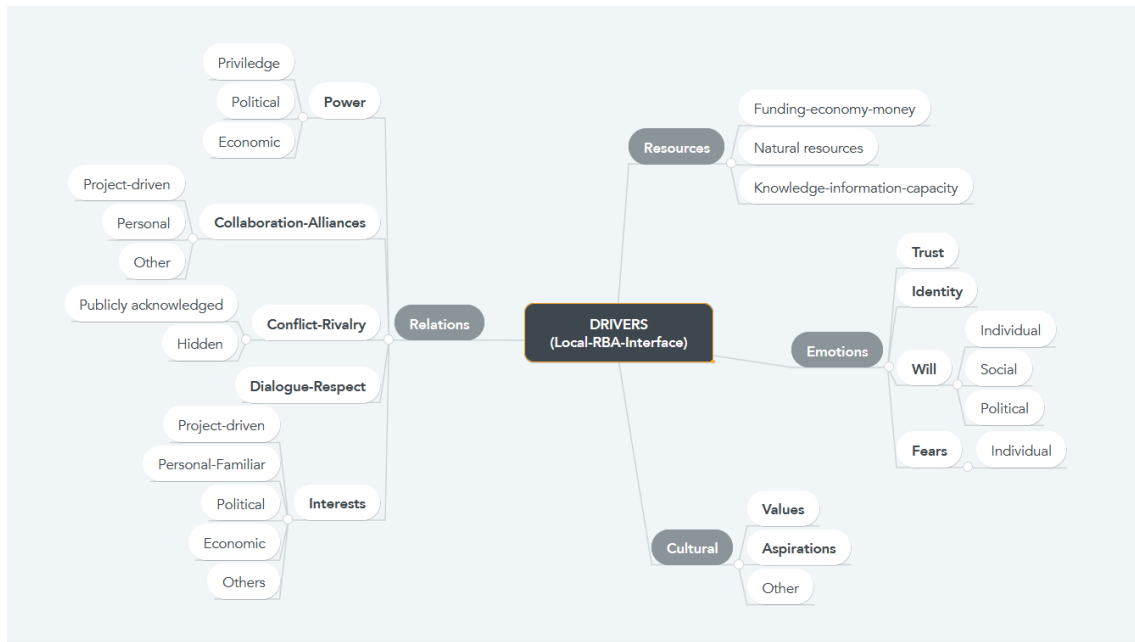 DRIVERS
(Local-RBA-Interface)
Relations
Power
Priviledge
Political
Economic
Collaboration-Alliances
Project-driven
Personal
Other
Conflict-Rivalry
Publicly acknowledged
Hidden
Dialogue-Respect
Interests
Project-driven
Personal-Familiar
Political
Economic
Others
Resources
Funding-economy-money
Natural resources
Knowledge-information-capacity
Emotions
Trust
Identity
Will
Individual
Social
Political
Fears
Individual
Cultural
Values
Aspirations
Other